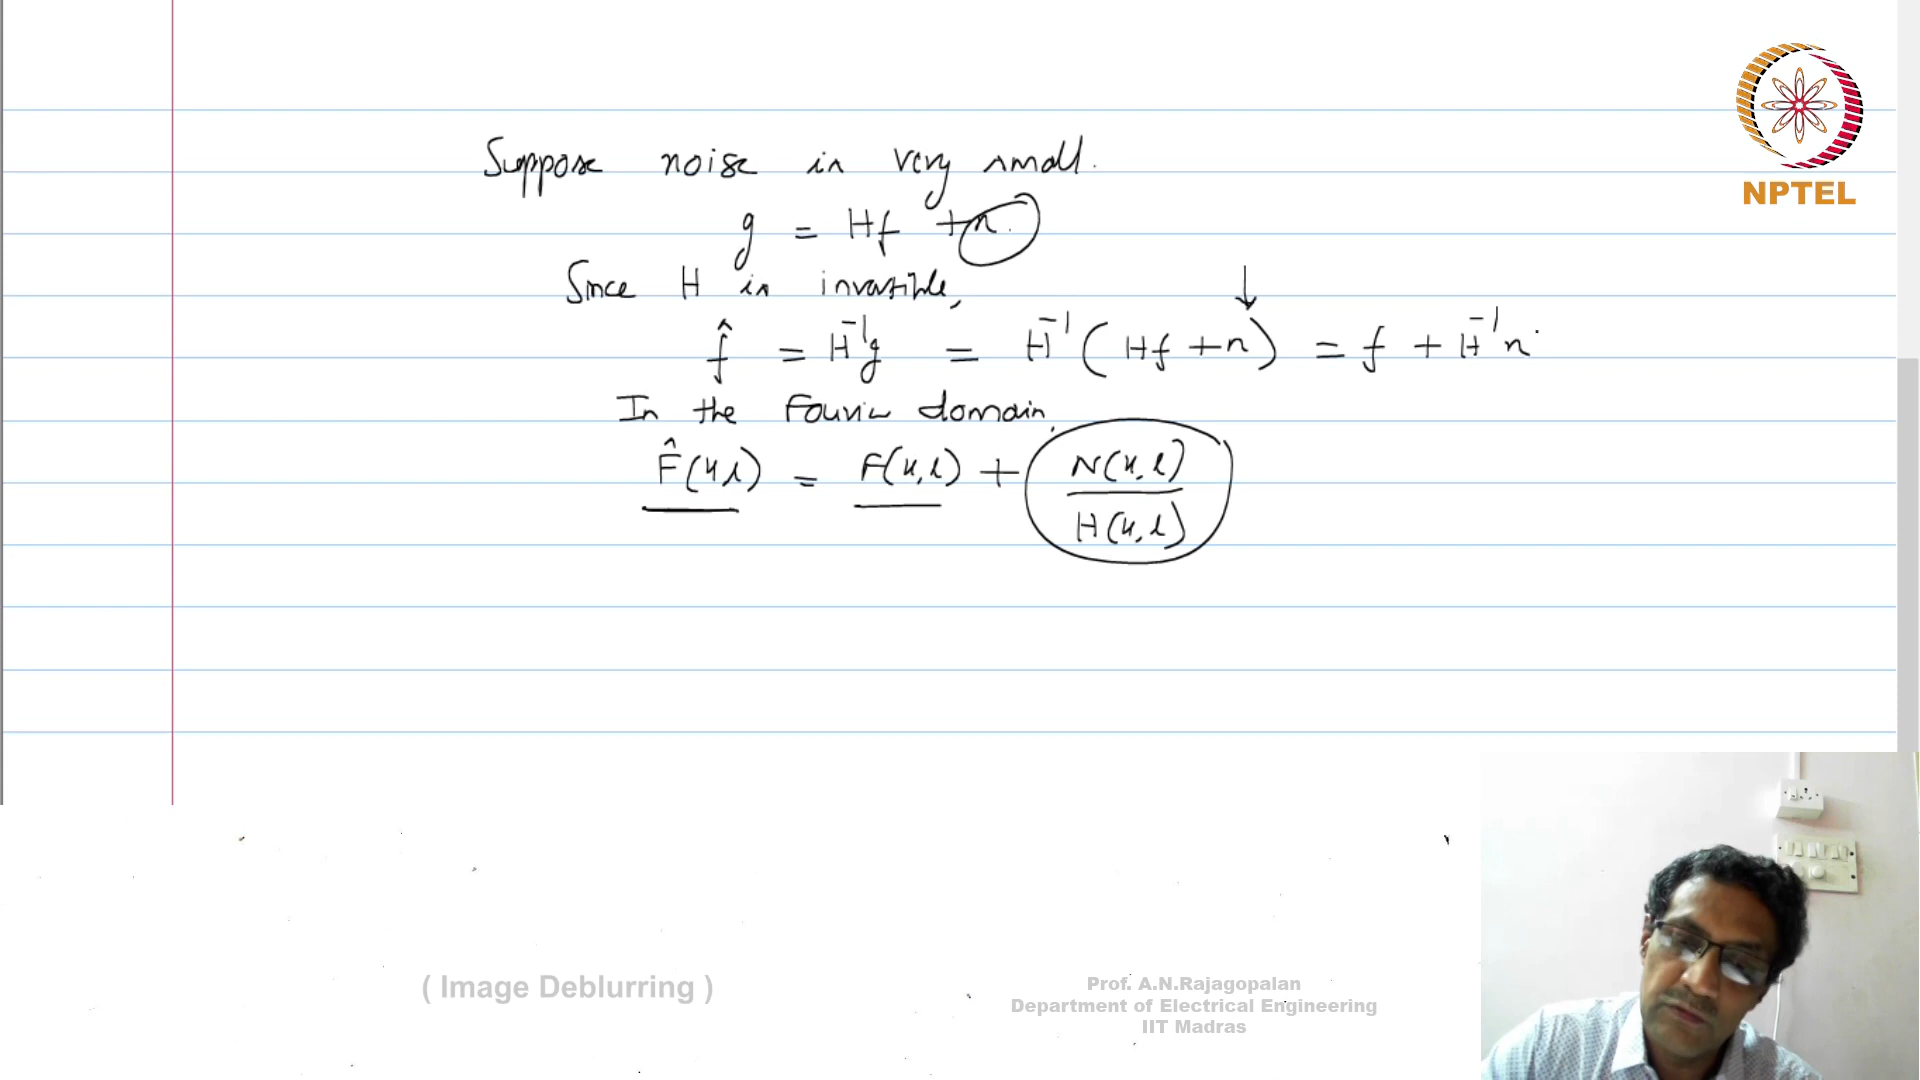 Suppose noise is very small.
g = Hf + n.
Since H is invertible,
f̂ = H⁻¹g = H⁻¹(Hf + n) = f + H⁻¹n
In the Fourier domain,
F̂(k,l) = F(k,l) + N(k,l) / H(k,l)
NPTEL
( Image Deblurring )
Prof. A.N.Rajagopalan
Department of Electrical Engineering
IIT Madras